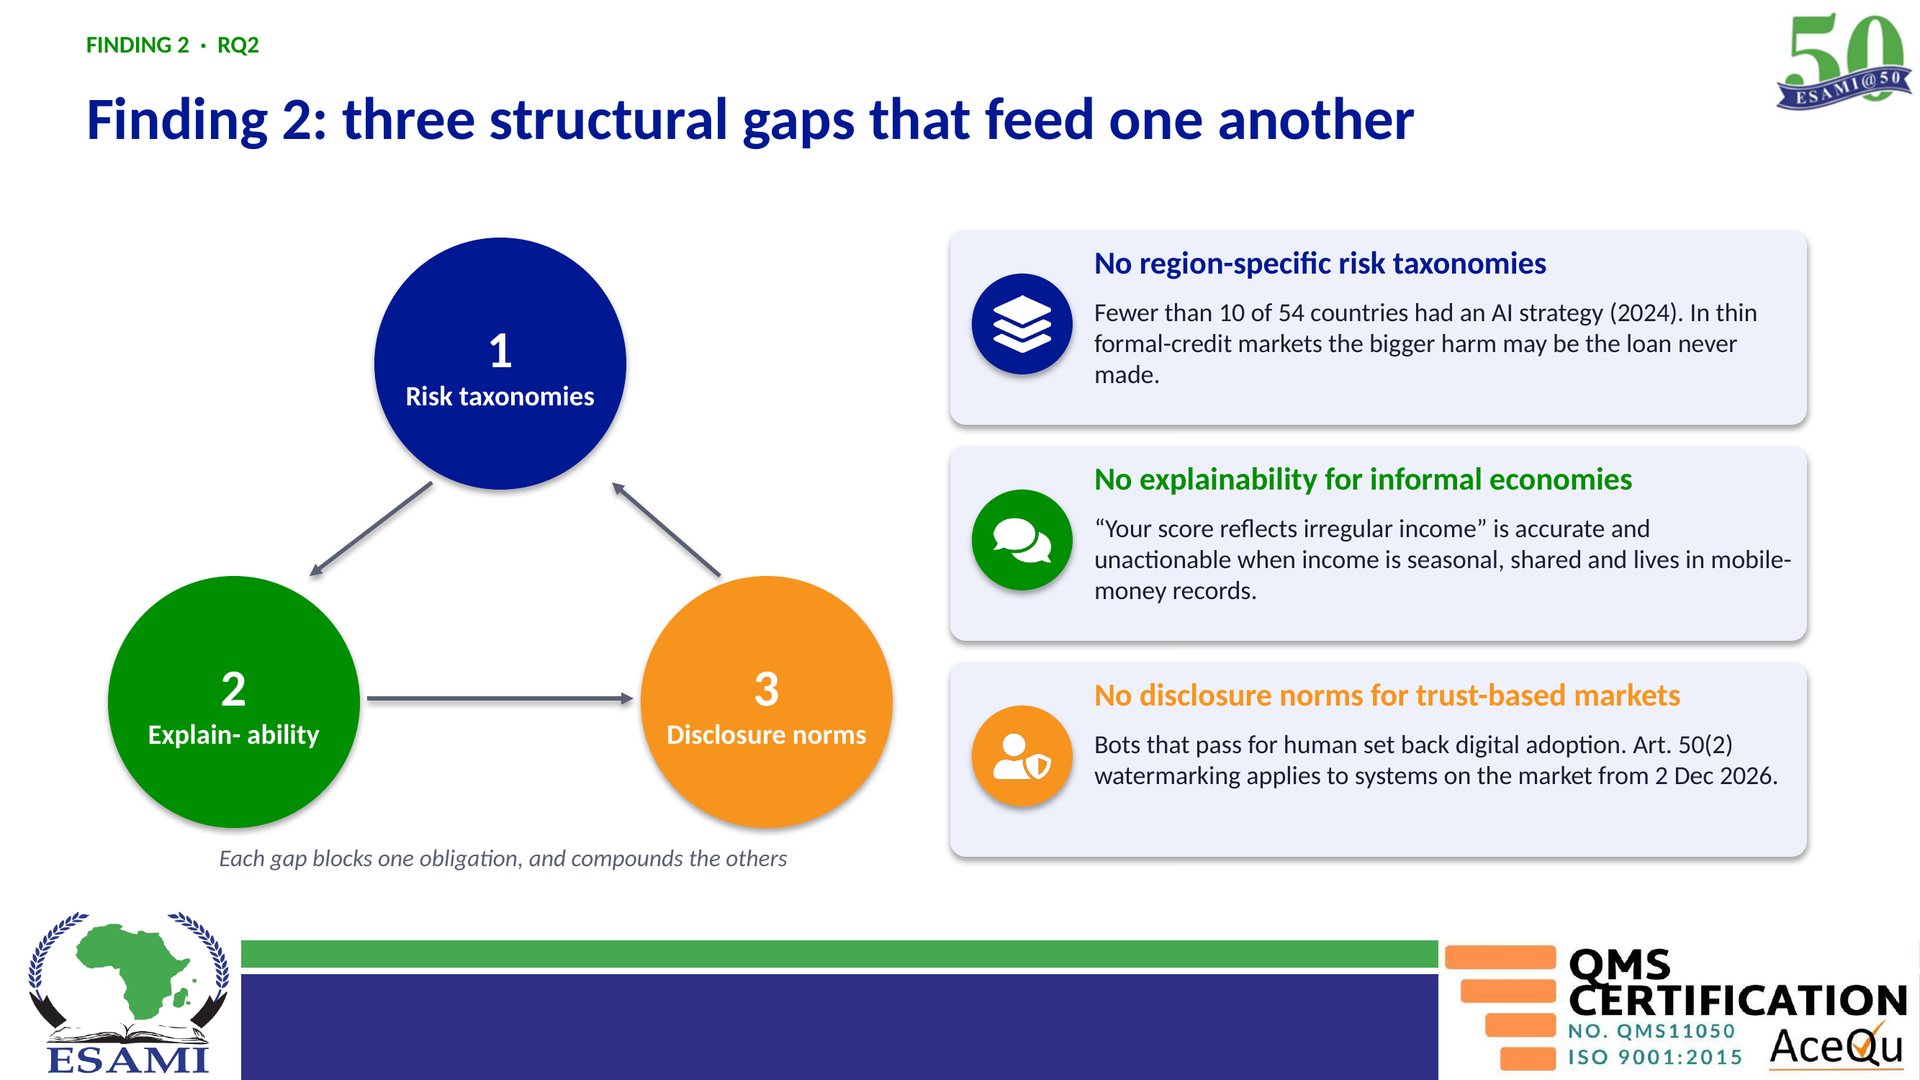 FINDING 2 · RQ2
50
ESAMI@50
Finding 2: three structural gaps that feed one another
1
Risk taxonomies
2
Explain- ability
3
Disclosure norms
Each gap blocks one obligation, and compounds the others
No region-specific risk taxonomies
Fewer than 10 of 54 countries had an AI strategy (2024). In thin
formal-credit markets the bigger harm may be the loan never
made.
No explainability for informal economies
“Your score reflects irregular income” is accurate and
unactionable when income is seasonal, shared and lives in mobile-
money records.
No disclosure norms for trust-based markets
Bots that pass for human set back digital adoption. Art. 50(2)
watermarking applies to systems on the market from 2 Dec 2026.
ESAMI
QMS
CERTIFICATION
NO. QMS11050
ISO 9001:2015
AceQu